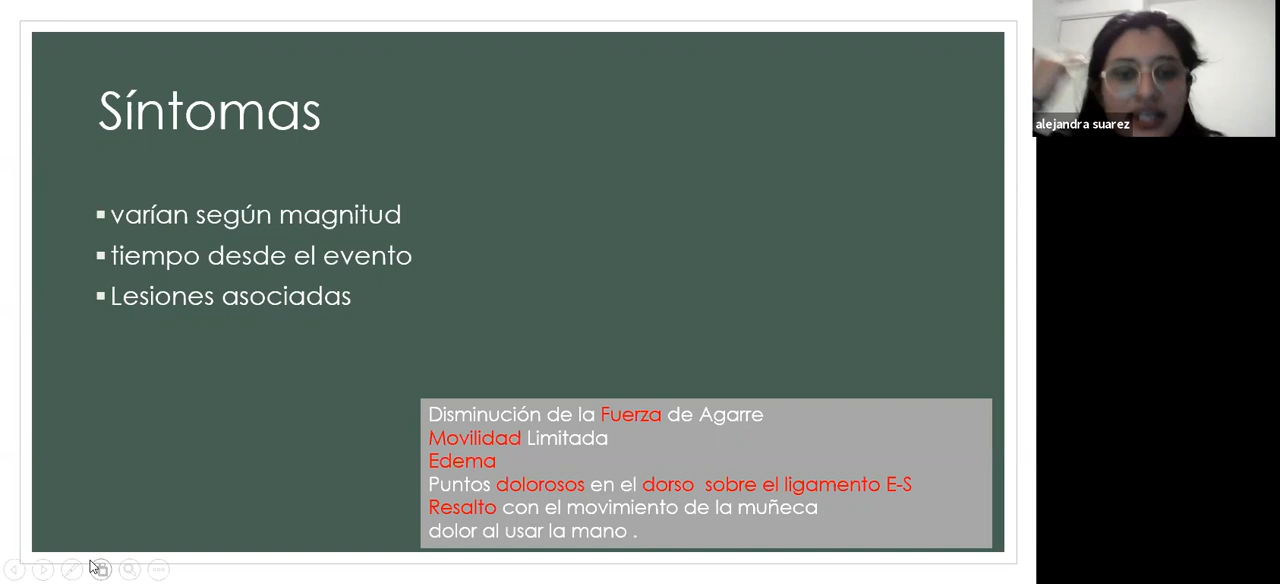 Síntomas
varían según magnitud
tiempo desde el evento
Lesiones asociadas
Disminución de la Fuerza de Agarre
Movilidad Limitada
Edema
Puntos dolorosos en el dorso sobre el ligamento E-S
Resalto con el movimiento de la muñeca
dolor al usar la mano .
alejandra suarez